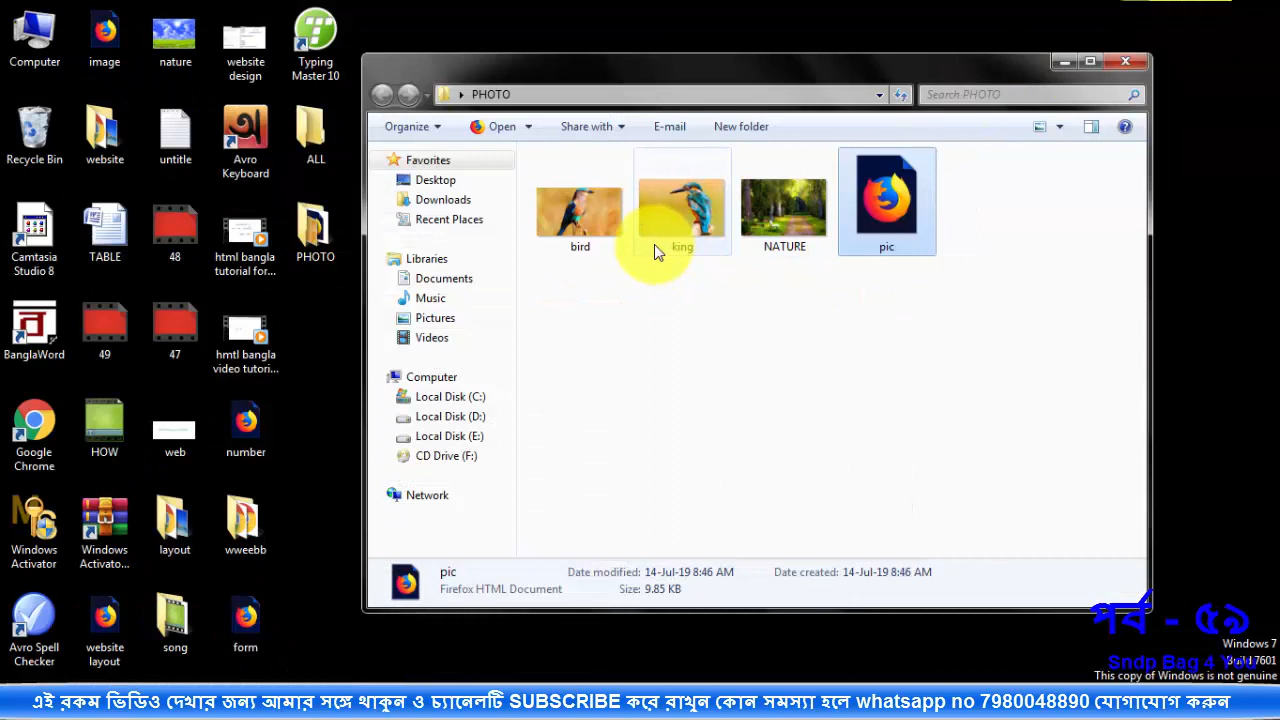 Computer
image
nature
website design
Typing Master 10
Recycle Bin
website
untitle
Avro Keyboard
ALL
Camtasia Studio 8
TABLE
48
html bangla tutorial for...
PHOTO
BanglaWord
49
47
hmtl bangla video tutori...
Google Chrome
HOW
web
number
Windows Activator
Windows Activato...
layout
wweebb
Avro Spell Checker
website layout
song
form
PHOTO
Search PHOTO
Organize
Open
Share with
E-mail
New folder
Favorites
Desktop
Downloads
Recent Places
Libraries
Documents
Music
Pictures
Videos
Computer
Local Disk (C:)
Local Disk (D:)
Local Disk (E:)
CD Drive (F:)
Network
bird
king
NATURE
pic
pic
Date modified: 14-Jul-19 8:46 AM
Date created: 14-Jul-19 8:46 AM
Firefox HTML Document
Size: 9.85 KB
পর্ব - ৫৯
Windows 7
Sndp Bag 4 You
Build 7601
This copy of Windows is not genuine
এই রকম ভিডিও দেখার জন্য আমার সঙ্গে থাকুন ও চ্যানেলটি SUBSCRIBE করে রাখুন কোন সমস্যা হলে whatsapp no 7980048890 যোগাযোগ করুন